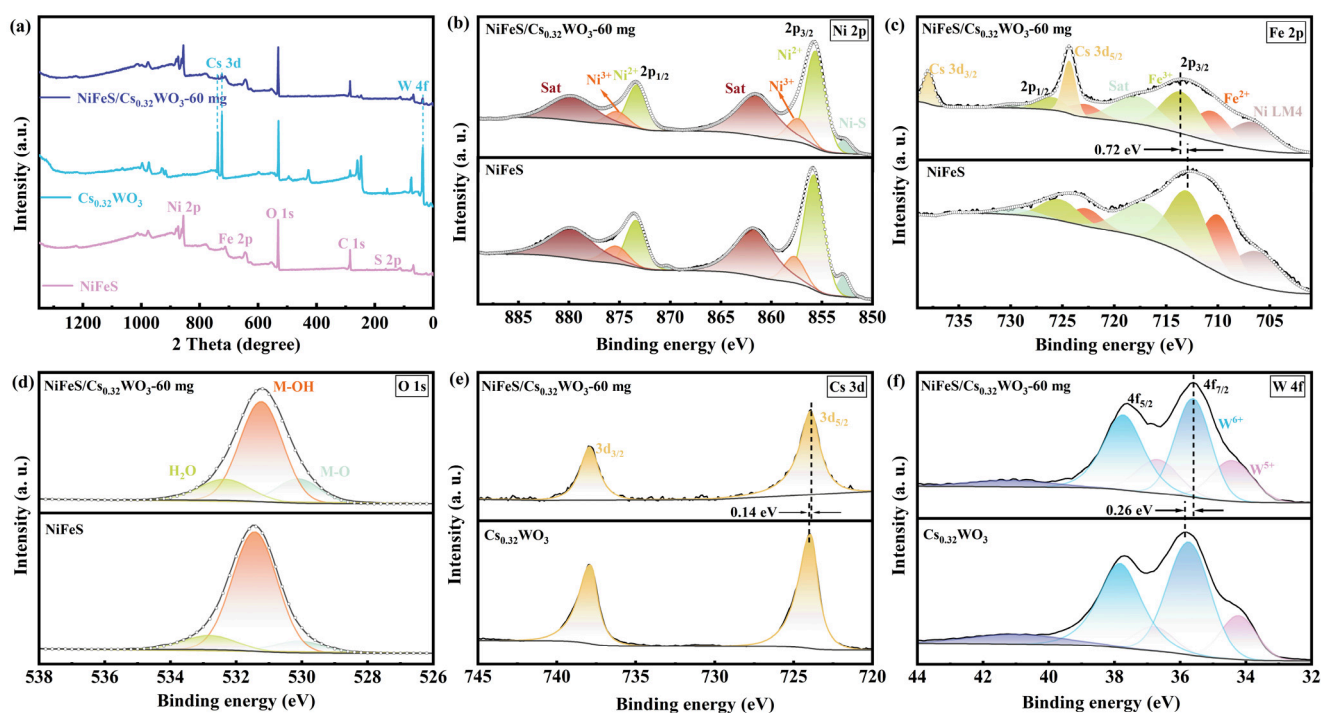 (a)
Intensity (a.u.)
Cs 3d
W 4f
NiFeS/Cs0.32WO3-60 mg
Cs0.32WO3
Ni 2p
O 1s
Fe 2p
C 1s
S 2p
NiFeS
1200 1000 800 600 400 200 0
2 Theta (degree)
(b)
Intensity (a. u.)
NiFeS/Cs0.32WO3-60 mg
2p3/2
Ni 2p
Ni2+
Ni3+
Ni2+
2p1/2
Sat
Sat
Ni3+
Ni-S
NiFeS
885 880 875 870 865 860 855 850
Binding energy (eV)
(c)
Intensity (a. u.)
NiFeS/Cs0.32WO3-60 mg
Fe 2p
Cs 3d5/2
Cs 3d3/2
2p3/2
2p1/2
Sat
Fe3+
Fe2+
Ni LM4
0.72 eV
NiFeS
735 729 723 717 711 705
Binding energy (eV)
(d)
Intensity (a. u.)
NiFeS/Cs0.32WO3-60 mg
M-OH
O 1s
H2O
M-O
NiFeS
538 536 534 532 530 528 526
Binding energy (eV)
(e)
Intensity (a. u.)
NiFeS/Cs0.32WO3-60 mg
Cs 3d
3d5/2
3d3/2
0.14 eV
Cs0.32WO3
745 740 735 730 725 720
Binding energy (eV)
(f)
Intensity (a. u.)
NiFeS/Cs0.32WO3-60 mg
W 4f
4f7/2
4f5/2
W6+
W5+
0.26 eV
Cs0.32WO3
44 42 40 38 36 34 32
Binding energy (eV)